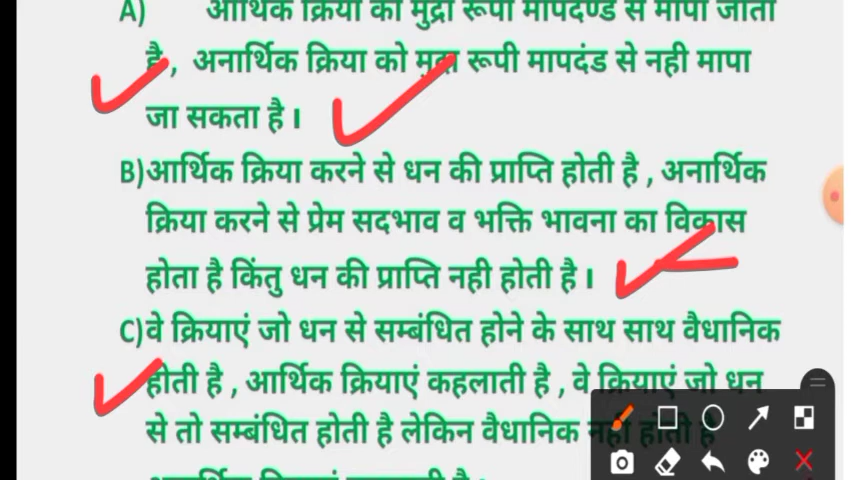 A) आर्थिक क्रिया को मुद्रा रूपी मापदण्ड से मापा जाता
है , अनार्थिक क्रिया को मुद्रा रूपी मापदंड से नही मापा
जा सकता है ।
B)आर्थिक क्रिया करने से धन की प्राप्ति होती है , अनार्थिक
क्रिया करने से प्रेम सदभाव व भक्ति भावना का विकास
होता है किंतु धन की प्राप्ति नही होती है ।
C)वे क्रियाएं जो धन से सम्बंधित होने के साथ साथ वैधानिक
होती है , आर्थिक क्रियाएं कहलाती है , वे क्रियाएं जो धन
से तो सम्बंधित होती है लेकिन वैधानिक नही होती है